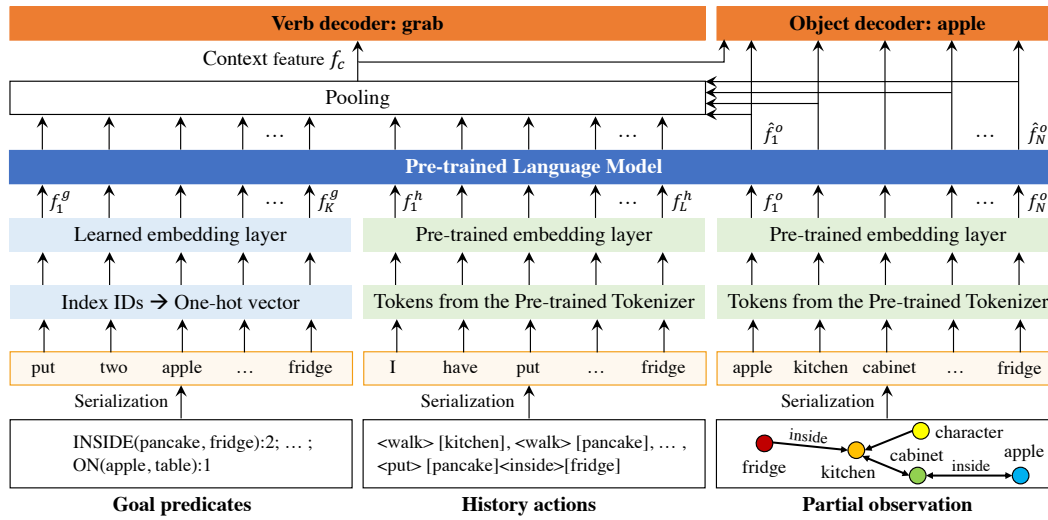 Verb decoder: grab
Object decoder: apple
Context feature f_c
Pooling
… … … f̂_1^o f̂_N^o
Pre-trained Language Model
f_1^g … f_K^g f_1^h … f_L^h f_1^o … f_N^o
Learned embedding layer
Pre-trained embedding layer
Pre-trained embedding layer
Index IDs → One-hot vector
Tokens from the Pre-trained Tokenizer
Tokens from the Pre-trained Tokenizer
put two apple … fridge
I have put … fridge
apple kitchen cabinet … fridge
Serialization
Serialization
Serialization
INSIDE(pancake, fridge):2; … ;
ON(apple, table):1
<walk> [kitchen], <walk> [pancake], … ,
<put> [pancake]<inside>[fridge]
inside
character
fridge
kitchen
cabinet
inside
apple
Goal predicates
History actions
Partial observation